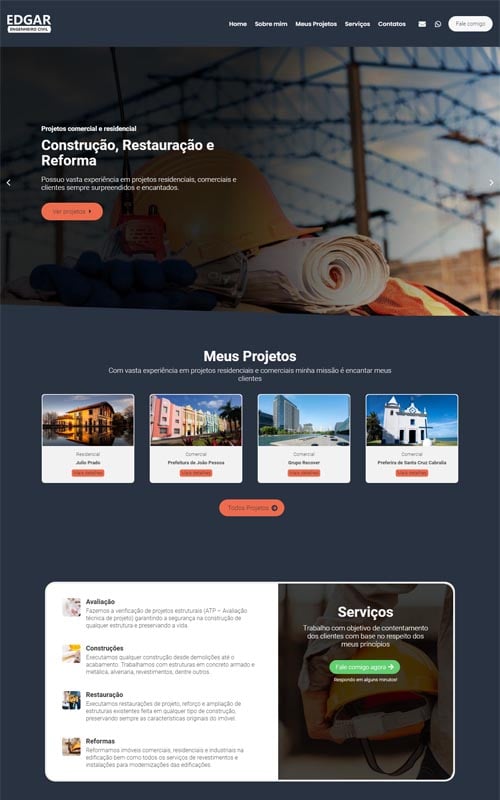 EDGAR
ENGENHEIRO CIVIL
Home Sobre mim Meus Projetos Serviços Contatos Fale comigo
Projetos comercial e residencial
Construção, Restauração e
Reforma
Possuo vasta experiência em projetos residenciais, comerciais e
clientes sempre surpreendidos e encantados.
Ver projetos
Meus Projetos
Com vasta experiência em projetos residenciais e comerciais minha missão é encantar meus
clientes
Residencial
Julio Prado
Mais detalhes
Comercial
Prefeitura de João Pessoa
Mais detalhes
Comercial
Grupo Recover
Mais detalhes
Comercial
Prefeira de Santa Cruz Cabralia
Mais detalhes
Todos Projetos
Avaliação
Fazemos a verificação de projetos estruturais (ATP – Avaliação
técnica de projeto) garantindo a segurança na construção de
qualquer estrutura e preservando a vida.
Construções
Executamos qualquer construção desde demolições até o
acabamento. Trabalhamos com estruturas em concreto armado e
metálica, alvenaria, revestimentos, dentre outros.
Restauração
Executamos restaurações de projeto, reforço e ampliação de
estruturas existentes feita em qualquer tipo de construção,
preservando sempre as características originais do imóvel.
Reformas
Reformamos imóveis comerciais, residenciais e industriais na
edificação bem como todos os serviços de revestimentos e
instalações para modernizações das edificações.
Serviços
Trabalho com objetivo de contentamento
dos clientes com base no respeito dos
meus princípios
Fale comigo agora
Respondo em alguns minutos!